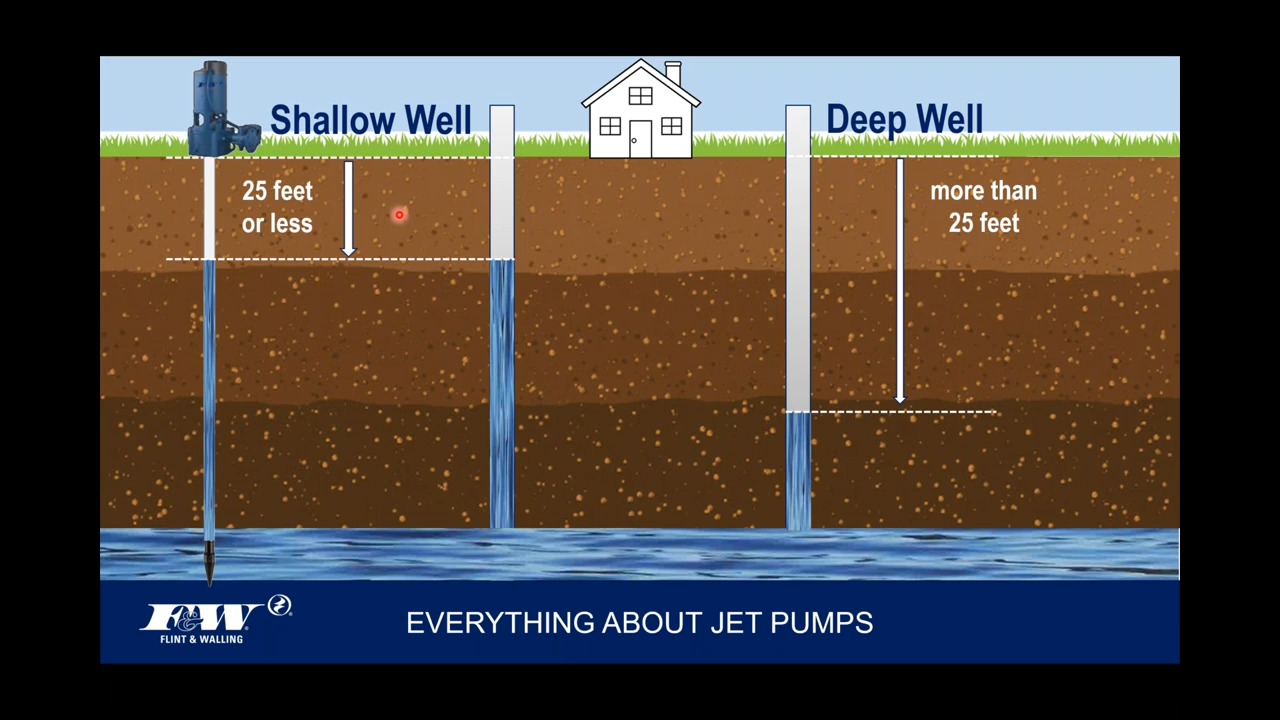 Shallow Well
Deep Well
25 feet
or less
more than
25 feet
F&W
FLINT & WALLING
EVERYTHING ABOUT JET PUMPS